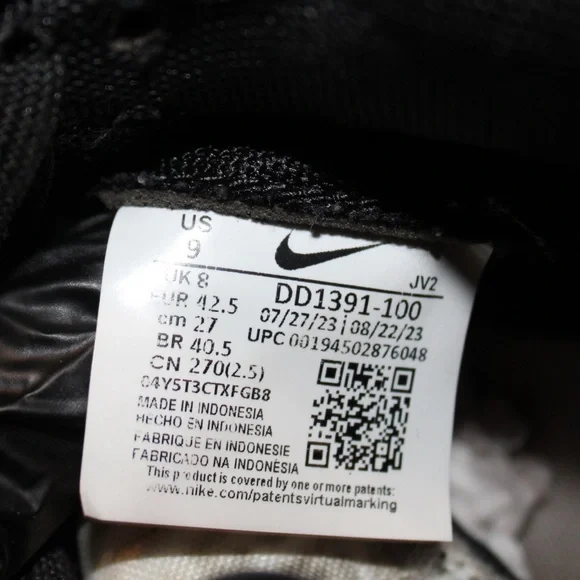 US
9
UK 8
EUR 42.5
cm 27
BR 40.5
CN 270(2.5)
04Y5T3CTXFGB8
JV2
DD1391-100
07/27/23 | 08/22/23
UPC 00194502876048
MADE IN INDONESIA
HECHO EN INDONESIA
FABRIQUE EN INDONESIE
FABRICADO NA INDONÉSIA
This product is covered by one or more patents:
www.nike.com/patentsvirtualmarking